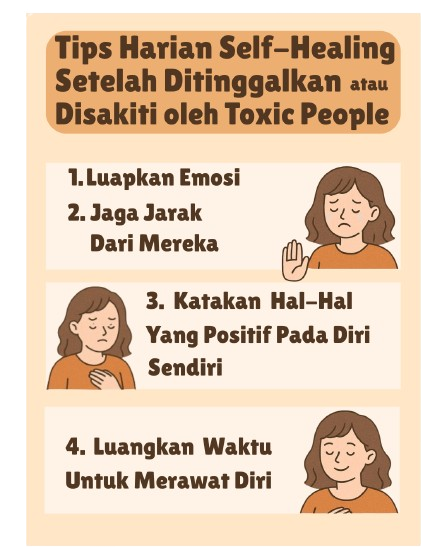 Tips Harian Self-Healing
Setelah Ditinggalkan atau
Disakiti oleh Toxic People
1.Luapkan Emosi
2. Jaga Jarak
Dari Mereka
3. Katakan Hal-Hal
Yang Positif Pada Diri
Sendiri
4. Luangkan Waktu
Untuk Merawat Diri